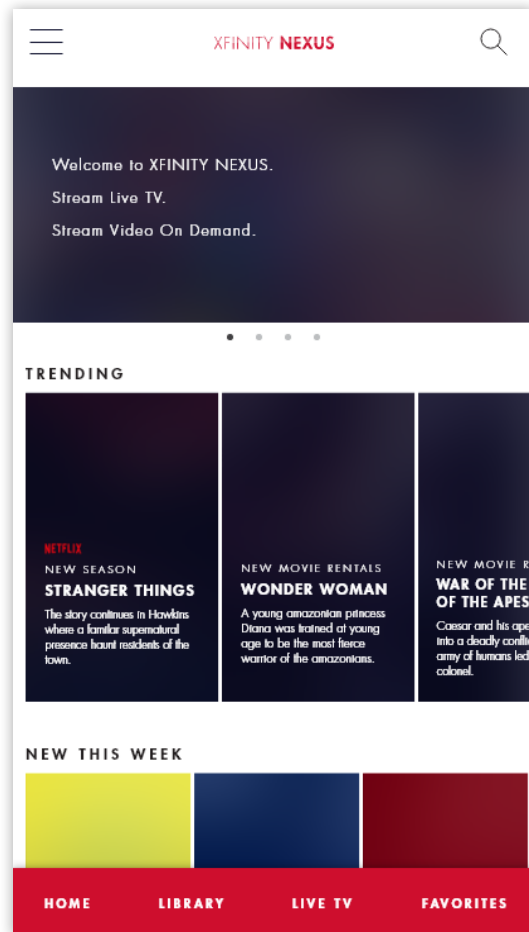 XFINITY NEXUS
Welcome to XFINITY NEXUS.
Stream Live TV.
Stream Video On Demand.
TRENDING
NETFLIX
NEW SEASON
STRANGER THINGS
The story continues in Hawkins
where a familar supernatural
presence haunt residents of the
town.
NEW MOVIE RENTALS
WONDER WOMAN
A young amazonian princess
Diana was trained at young
age to be the most fierce
warrior of the amazonians.
NEW MOVIE R
WAR OF THE
OF THE APES
Caesar and his ape
into a deadly confli
army of humans led
colonel.
NEW THIS WEEK
HOME LIBRARY LIVE TV FAVORITES